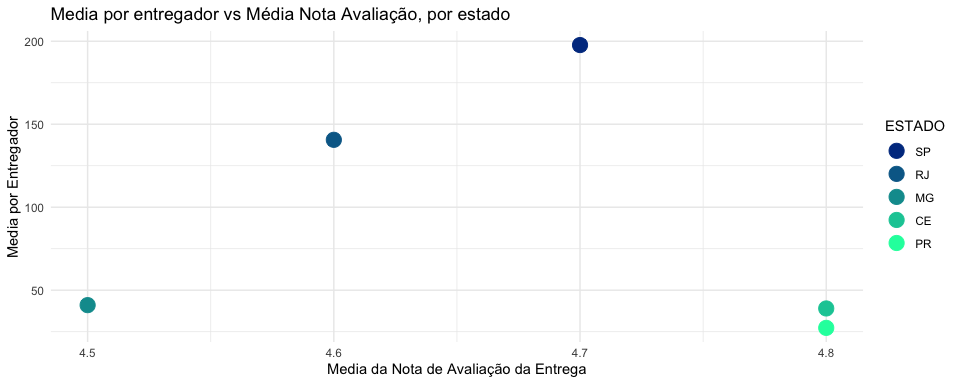 Media por entregador vs Média Nota Avaliação, por estado
Media por Entregador
200
150
100
50
4.5
4.6
4.7
4.8
Media da Nota de Avaliação da Entrega
ESTADO
SP
RJ
MG
CE
PR